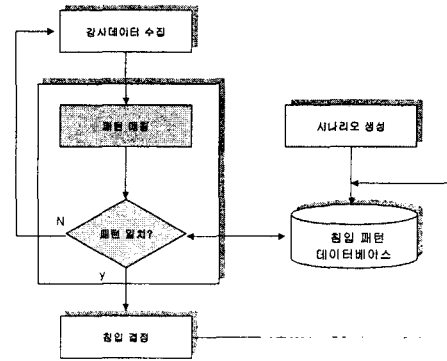 감사데이터 수집
패턴 매칭
시나리오 생성
N
패턴 일치?
침입 패턴
데이터베이스
y
침입 결정